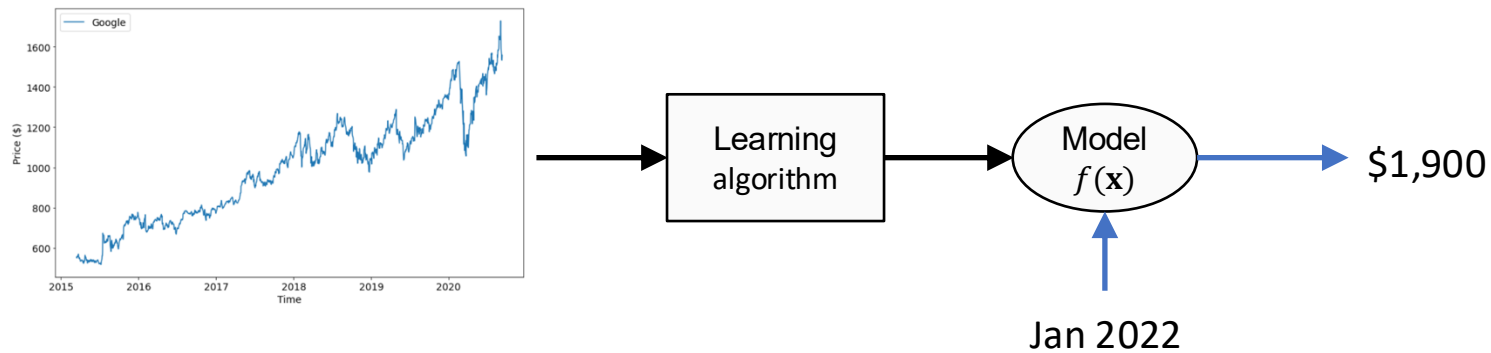 Google
Price ($)
1600
1400
1200
1000
800
600
2015 2016 2017 2018 2019 2020
Time
Learning
algorithm
Model
f(x)
$1,900
Jan 2022